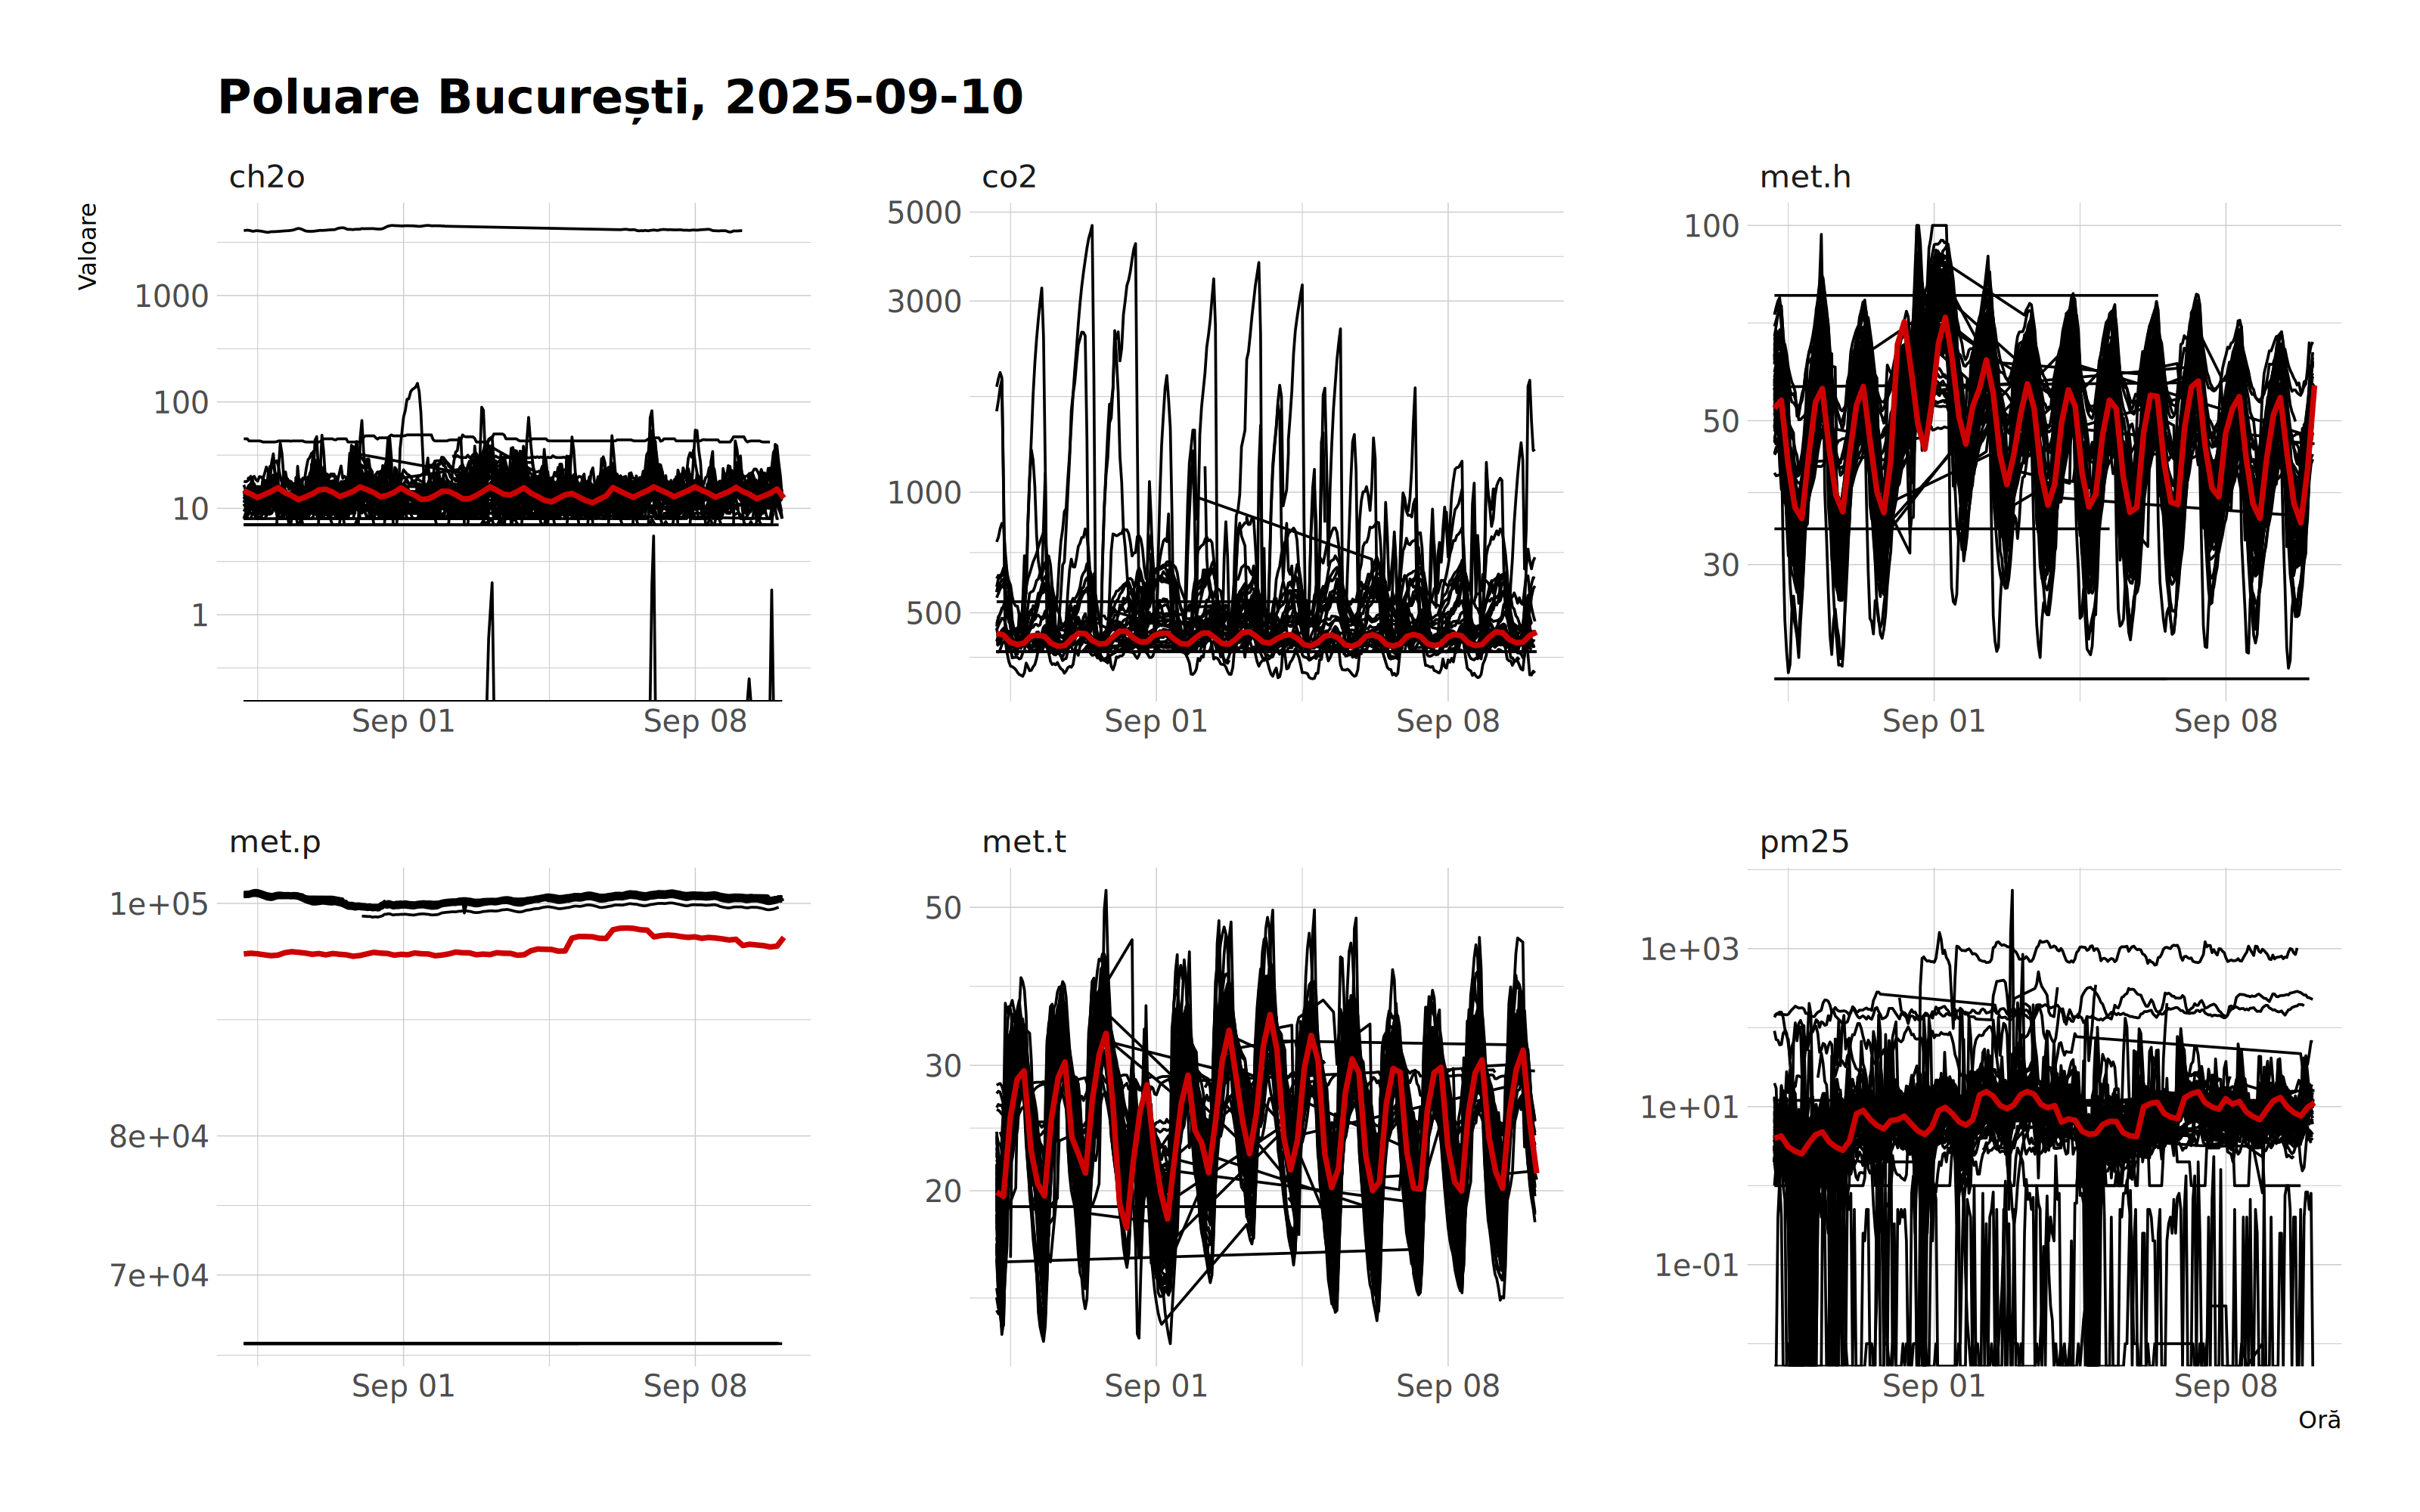 Poluare București, 2025-09-10
ch2o
co2
met.h
Valoare
1000
100
10
1
Sep 01
Sep 08
5000
3000
1000
500
Sep 01
Sep 08
100
50
30
Sep 01
Sep 08
met.p
met.t
pm25
1e+05
8e+04
7e+04
Sep 01
Sep 08
50
30
20
Sep 01
Sep 08
1e+03
1e+01
1e-01
Sep 01
Sep 08
Oră